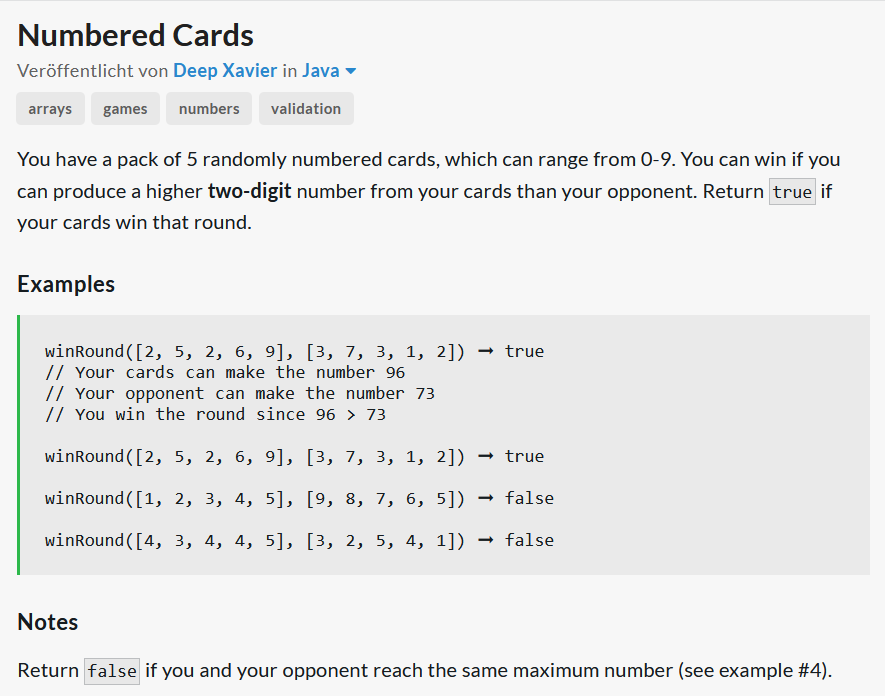 Numbered Cards
Veröffentlicht von Deep Xavier in Java
arrays games numbers validation
You have a pack of 5 randomly numbered cards, which can range from 0-9. You can win if you
can produce a higher two-digit number from your cards than your opponent. Return true if
your cards win that round.
Examples
winRound([2, 5, 2, 6, 9], [3, 7, 3, 1, 2]) ➞ true
// Your cards can make the number 96
// Your opponent can make the number 73
// You win the round since 96 > 73
winRound([2, 5, 2, 6, 9], [3, 7, 3, 1, 2]) ➞ true
winRound([1, 2, 3, 4, 5], [9, 8, 7, 6, 5]) ➞ false
winRound([4, 3, 4, 4, 5], [3, 2, 5, 4, 1]) ➞ false
Notes
Return false if you and your opponent reach the same maximum number (see example #4).